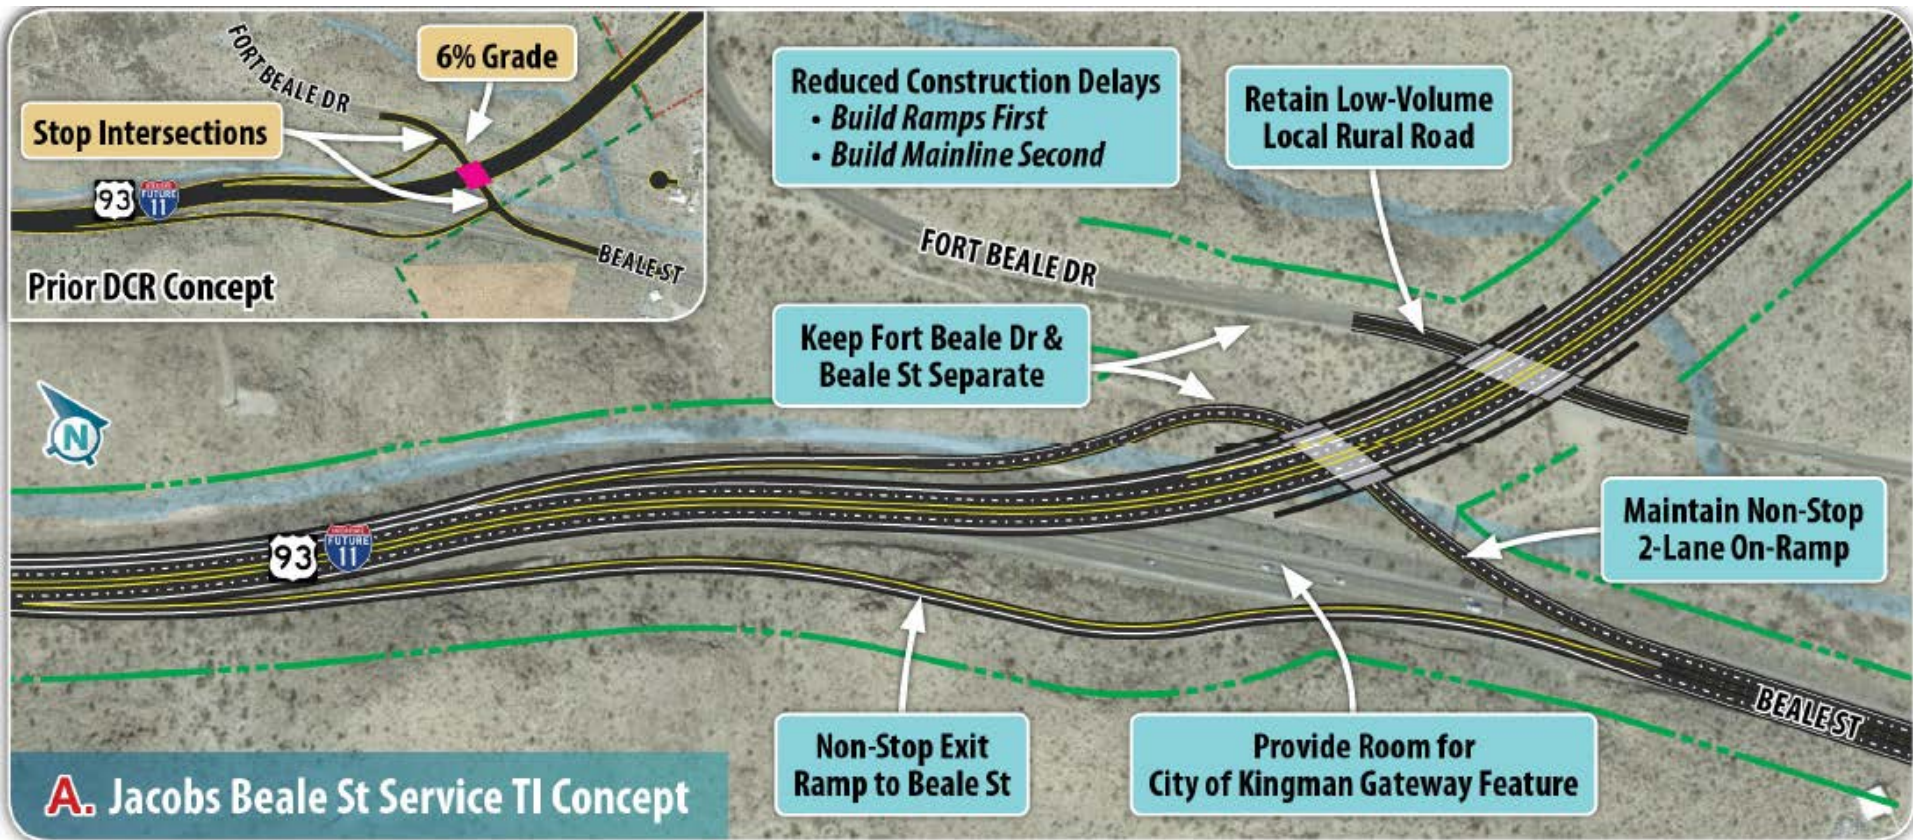 FORT BEALE DR
6% Grade
Stop Intersections
93
FUTURE
11
BEALE ST
Prior DCR Concept
Reduced Construction Delays
• Build Ramps First
• Build Mainline Second
Retain Low-Volume
Local Rural Road
FORT BEALE DR
Keep Fort Beale Dr &
Beale St Separate
N
93
FUTURE
11
Maintain Non-Stop
2-Lane On-Ramp
BEALE ST
Non-Stop Exit
Ramp to Beale St
Provide Room for
City of Kingman Gateway Feature
A. Jacobs Beale St Service TI Concept